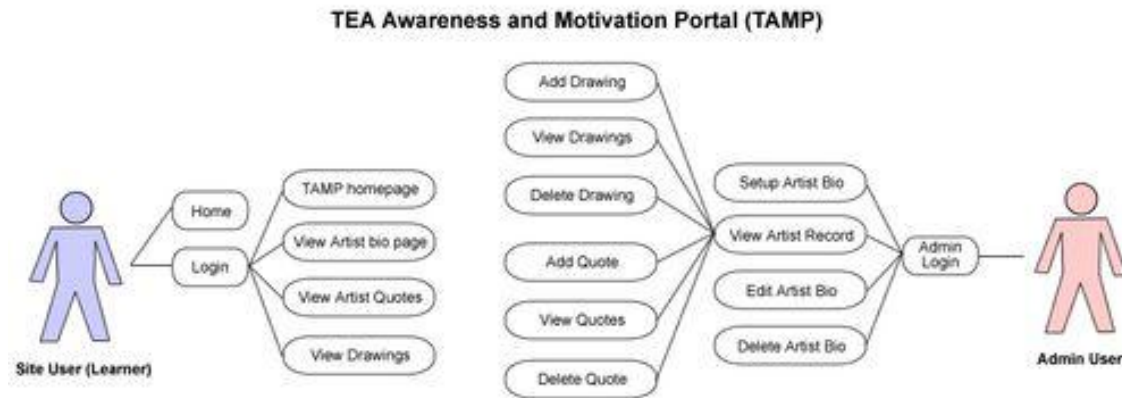 TEA Awareness and Motivation Portal (TAMP)
Add Drawing
View Drawings
Delete Drawing
Add Quote
View Quotes
Delete Quote
Setup Artist Bio
View Artist Record
Edit Artist Bio
Delete Artist Bio
Admin
Login
Admin User
Home
Login
TAMP homepage
View Artist bio page
View Artist Quotes
View Drawings
Site User (Learner)